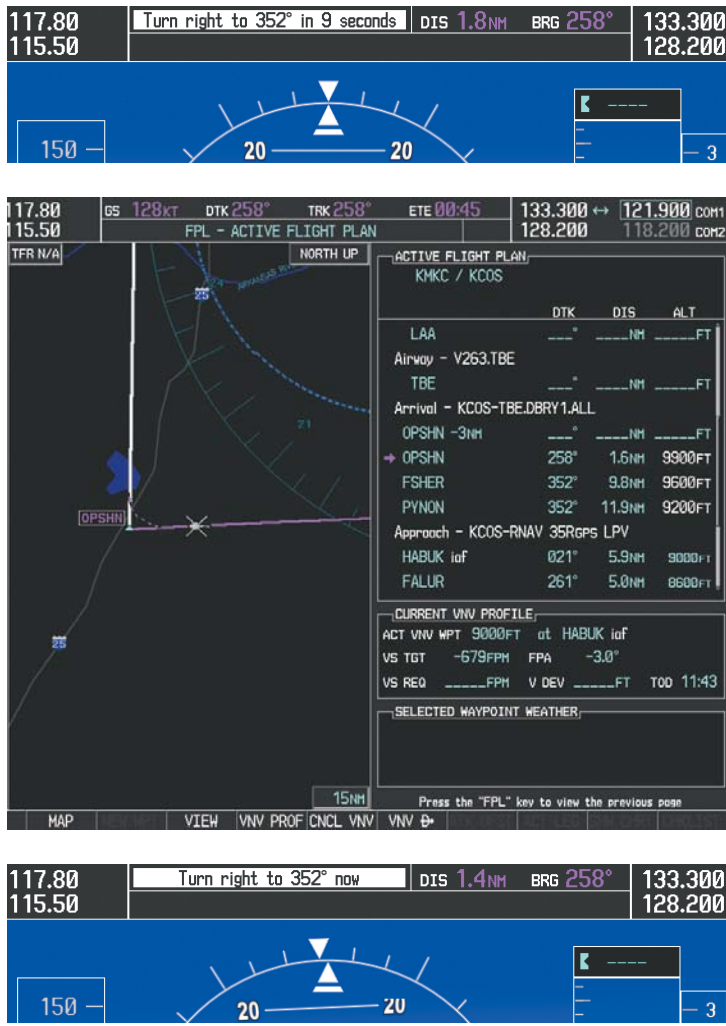 117.80 Turn right to 352° in 9 seconds DIS 1.8NM BRG 258° 133.300
115.50 128.200
150 20 20 ---- 3
117.80 GS 128KT DTK 258° TRK 258° ETE 00:45 133.300 ↔ 121.900 COM1
115.50 FPL - ACTIVE FLIGHT PLAN 128.200 118.200 COM2
TFR N/A NORTH UP
ARKANSAS
25
21
OPSHN
25
15NM
ACTIVE FLIGHT PLAN
KMKC / KCOS
DTK DIS ALT
LAA ___° ____NM _____FT
Airway - V263.TBE
TBE ___° ____NM _____FT
Arrival - KCOS-TBE.DBRY1.ALL
OPSHN -3NM ___° ____NM _____FT
OPSHN 258° 1.6NM 9900FT
FSHER 352° 9.8NM 9600FT
PYNON 352° 11.9NM 9200FT
Approach - KCOS-RNAV 35RGPS LPV
HABUK iaf 021° 5.9NM 9000FT
FALUR 261° 5.0NM 8600FT
CURRENT VNV PROFILE
ACT VNV WPT 9000FT at HABUK iaf
VS TGT -679FPM FPA -3.0°
VS REQ _____FPM V DEV _____FT TOD 11:43
SELECTED WAYPOINT WEATHER
Press the "FPL" key to view the previous page
MAP VIEW VNV PROF CNCL VNV VNV D→
117.80 Turn right to 352° now DIS 1.4NM BRG 258° 133.300
115.50 128.200
150 20 20 ---- 3